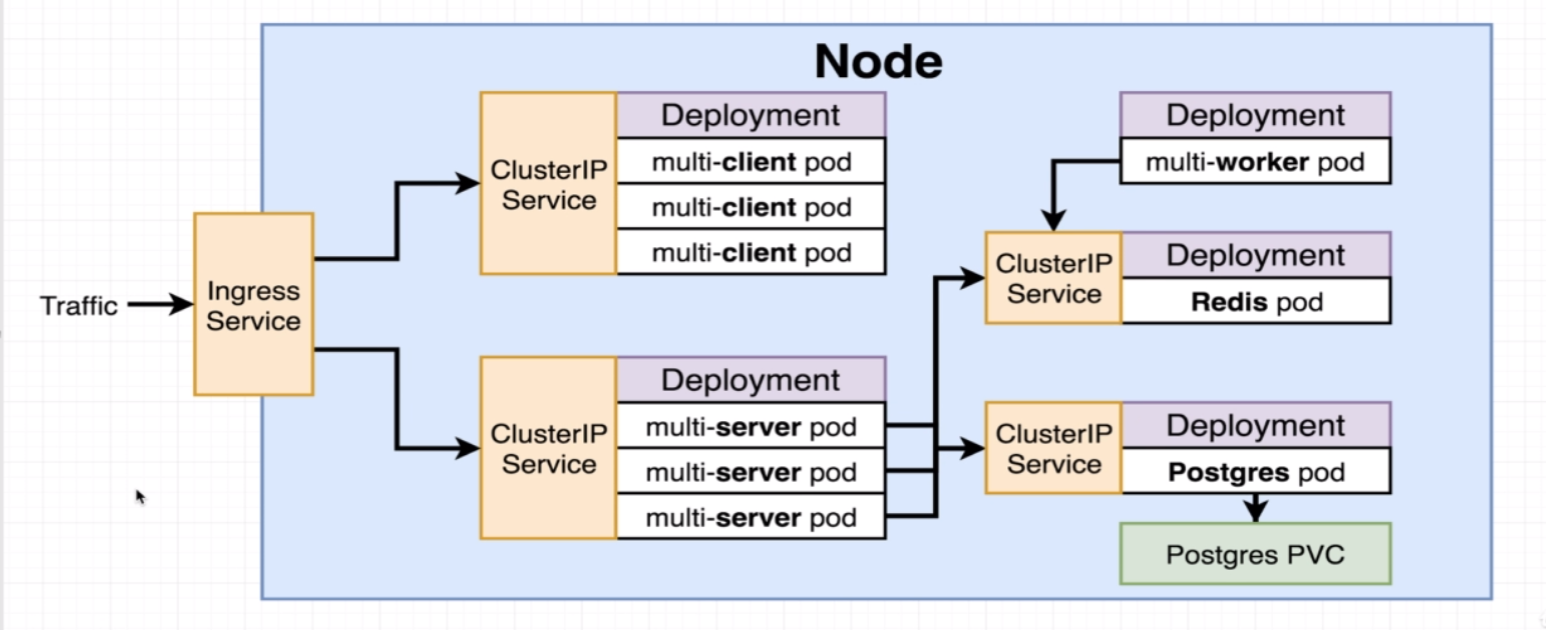 Node
Traffic
Ingress
Service
ClusterIP
Service
Deployment
multi-client pod
multi-client pod
multi-client pod
ClusterIP
Service
Deployment
multi-server pod
multi-server pod
multi-server pod
Deployment
multi-worker pod
ClusterIP
Service
Deployment
Redis pod
ClusterIP
Service
Deployment
Postgres pod
Postgres PVC